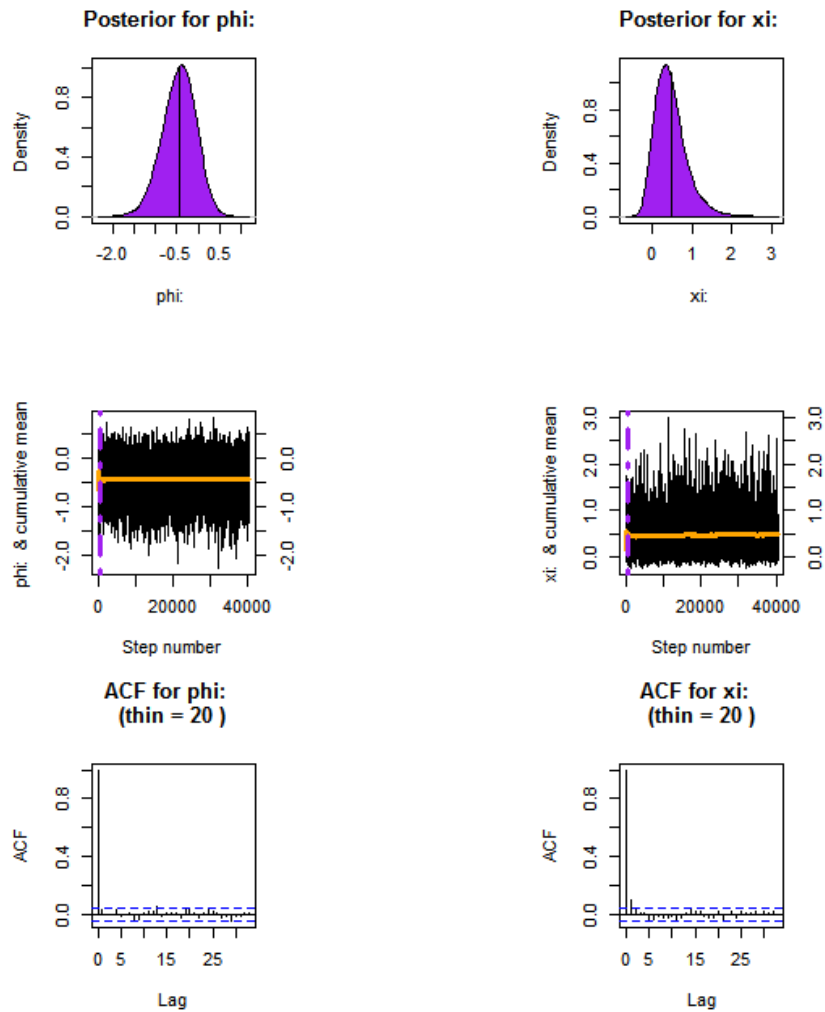 Posterior for phi:
Density
0.0 0.4 0.8
-2.0 -0.5 0.5
phi:
Posterior for xi:
Density
0.0 0.4 0.8
0 1 2 3
xi:
phi:  & cumulative mean
-2.0 -1.0 0.0
-2.0 -1.0 0.0
0 20000 40000
Step number
xi:  & cumulative mean
0.0 1.0 2.0 3.0
0.0 1.0 2.0 3.0
0 20000 40000
Step number
ACF for phi:
(thin = 20 )
ACF
0.0 0.4 0.8
0 5 15 25
Lag
ACF for xi:
(thin = 20 )
ACF
0.0 0.4 0.8
0 5 15 25
Lag